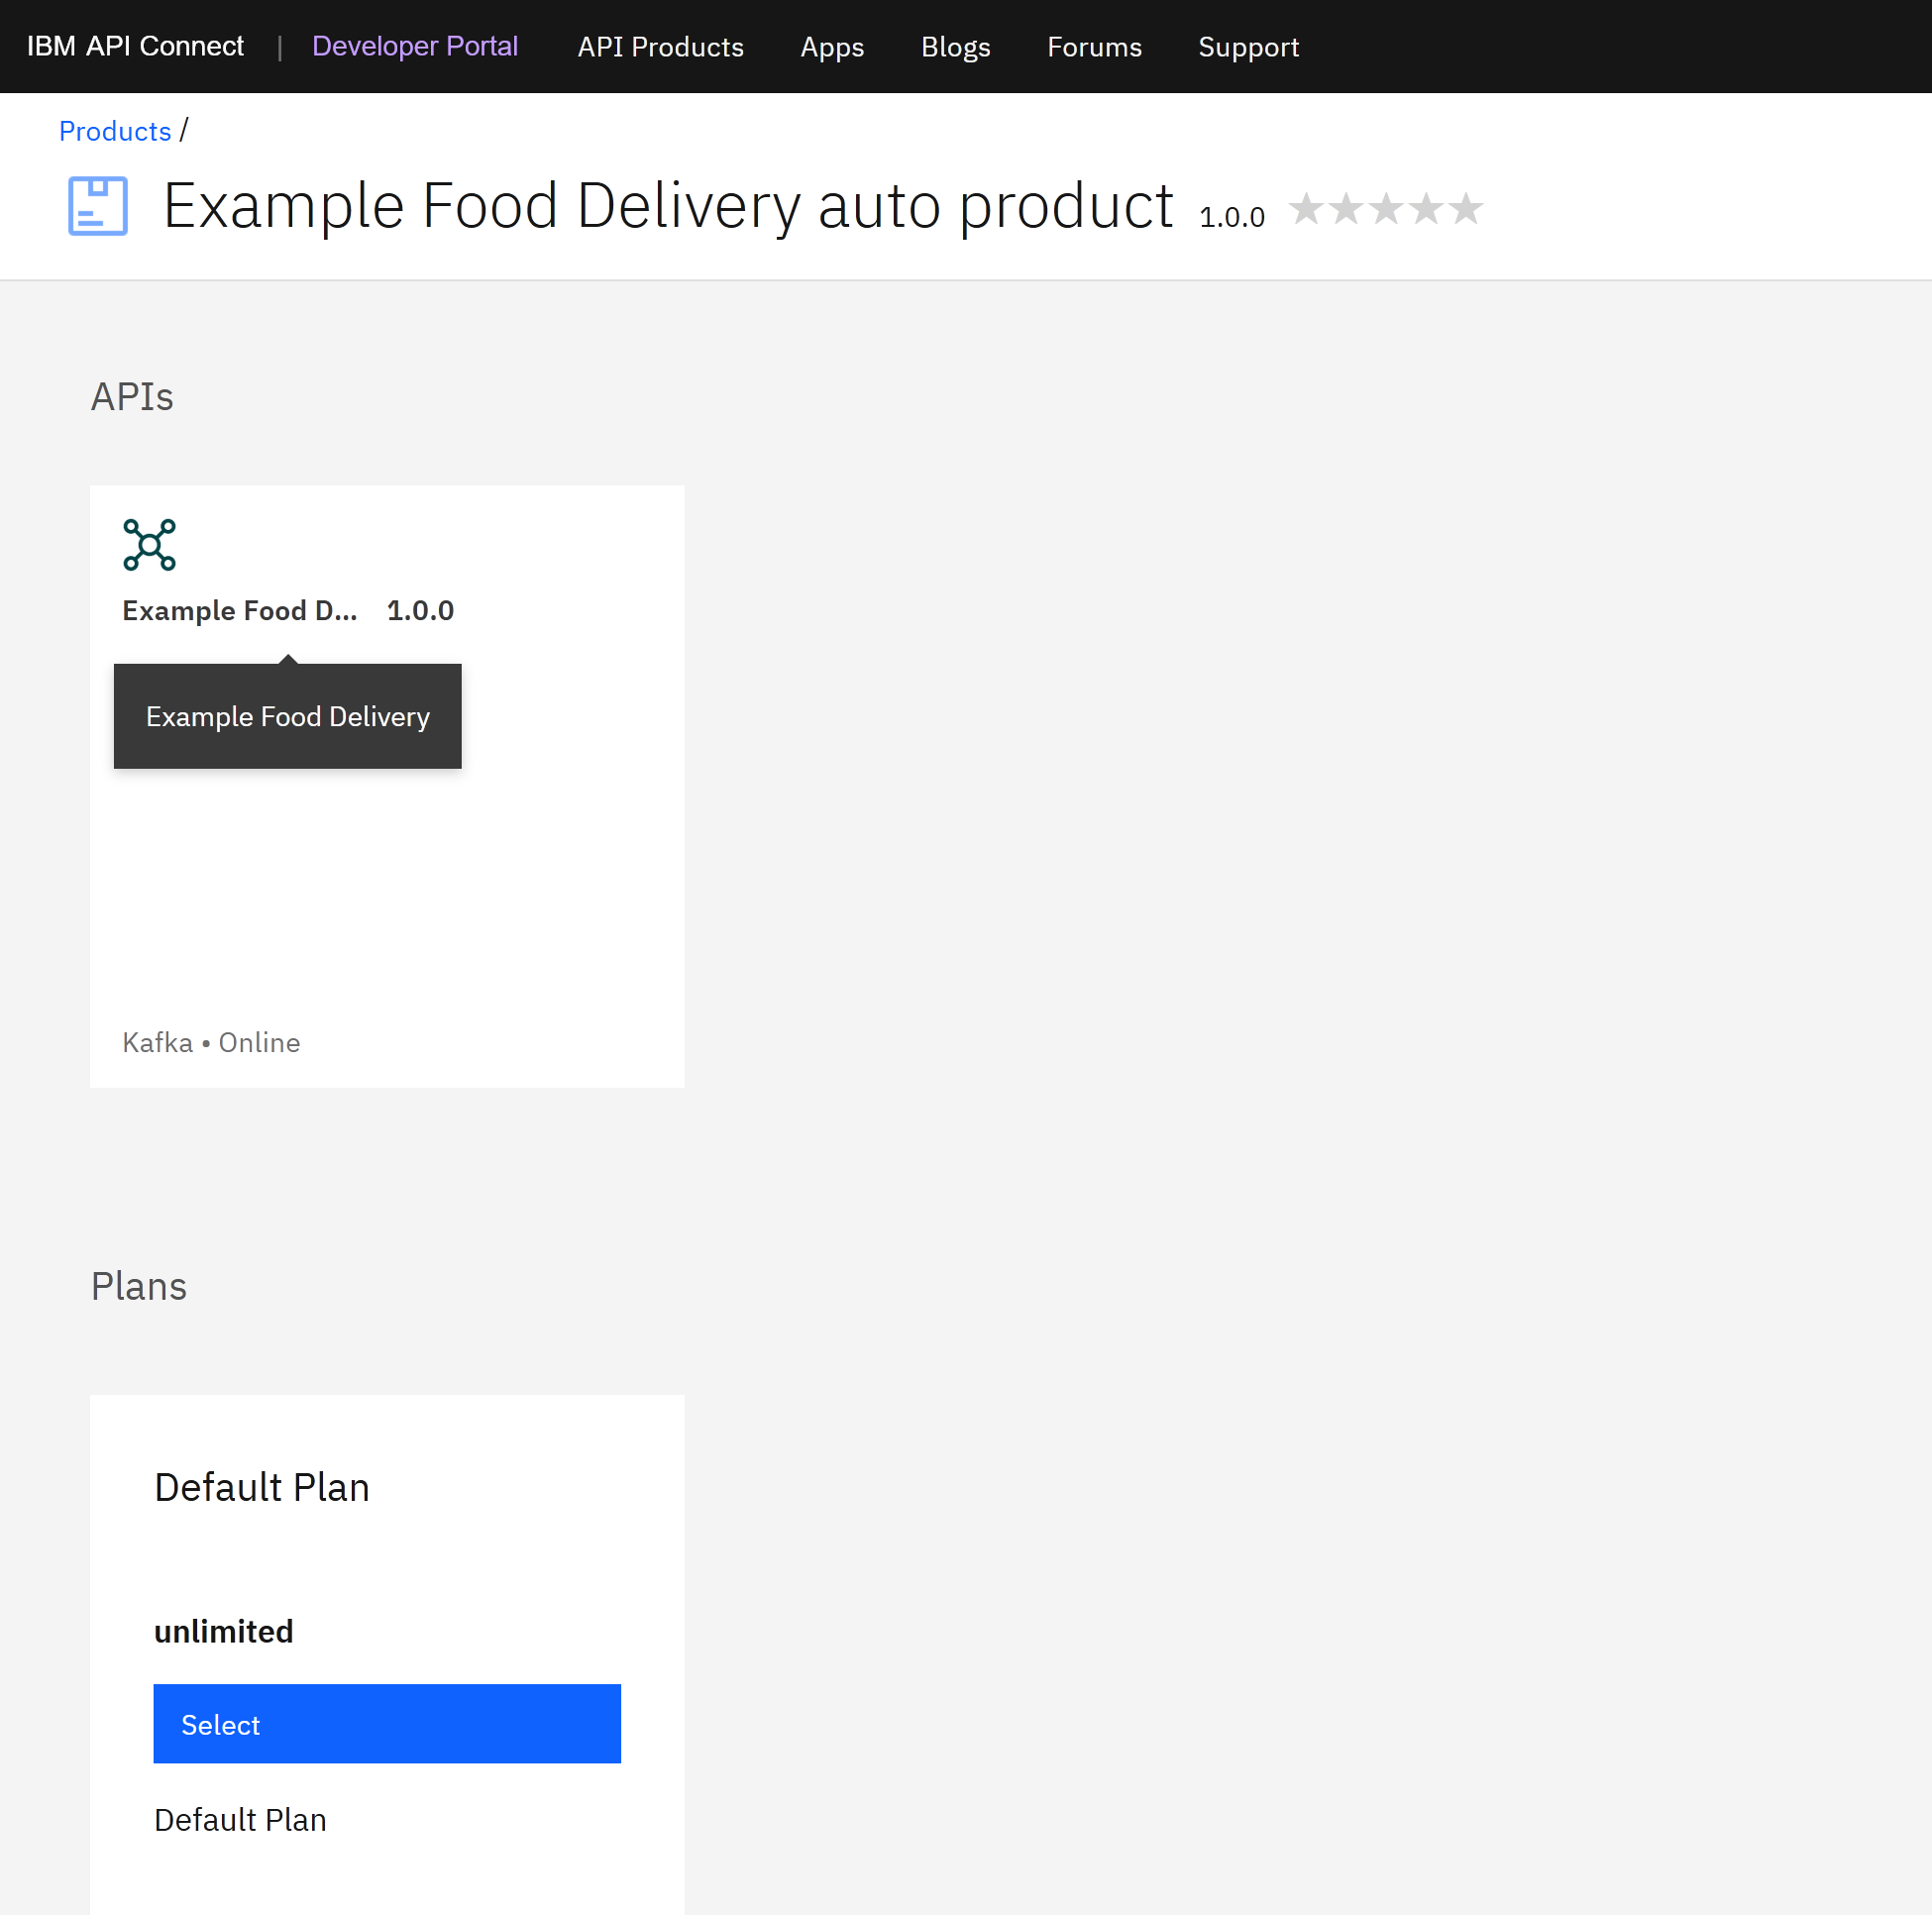 IBM API Connect | Developer Portal API Products Apps Blogs Forums Support
Products /
Example Food Delivery auto product 1.0.0
APIs
Example Food D... 1.0.0
Example Food Delivery
Kafka • Online
Plans
Default Plan
unlimited
Select
Default Plan